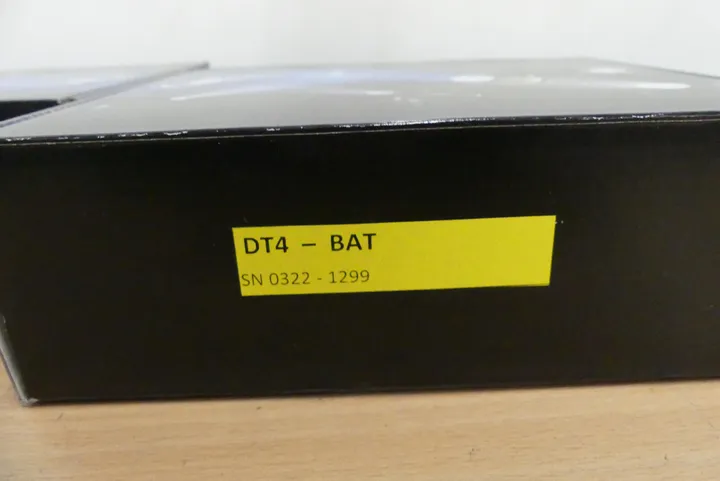 DT4 – BAT
SN 0322 - 1299